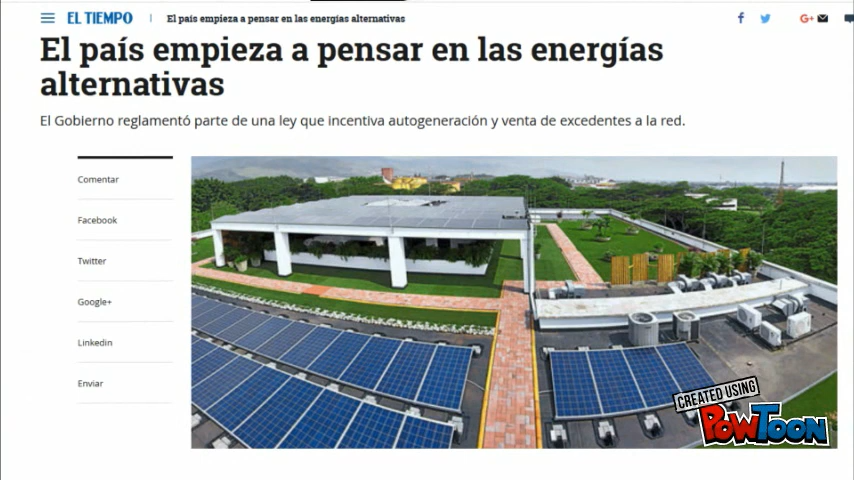 EL TIEMPO
El país empieza a pensar en las energías alternativas
El país empieza a pensar en las energías
alternativas
El Gobierno reglamentó parte de una ley que incentiva autogeneración y venta de excedentes a la red.
Comentar
Facebook
Twitter
Google+
Linkedin
Enviar
CREATED USING
POWTOON